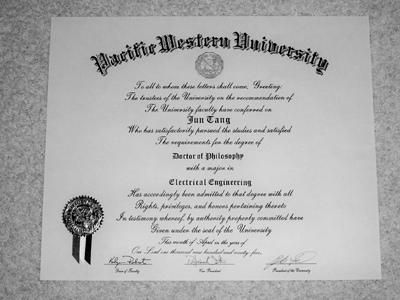 Pacific Western University
To all to whom these letters shall come, Greeting:
The trustees of the University on the recommendation of
The University faculty have conferred on
Jun Tang
Who has satisfactorily pursued the studies and satisfied
The requirements for the degree of
Doctor of Philosophy
with a major in
Electrical Engineering
Has accordingly been admitted to that degree with all
Rights, privileges, and honors pertaining thereto
In testimony whereof, by authority properly committed have
Given under the seal of the University
This month of April in the year of
Our Lord one thousand nine hundred and ninety-five,
Dean of Faculty
Vice President
President of the University